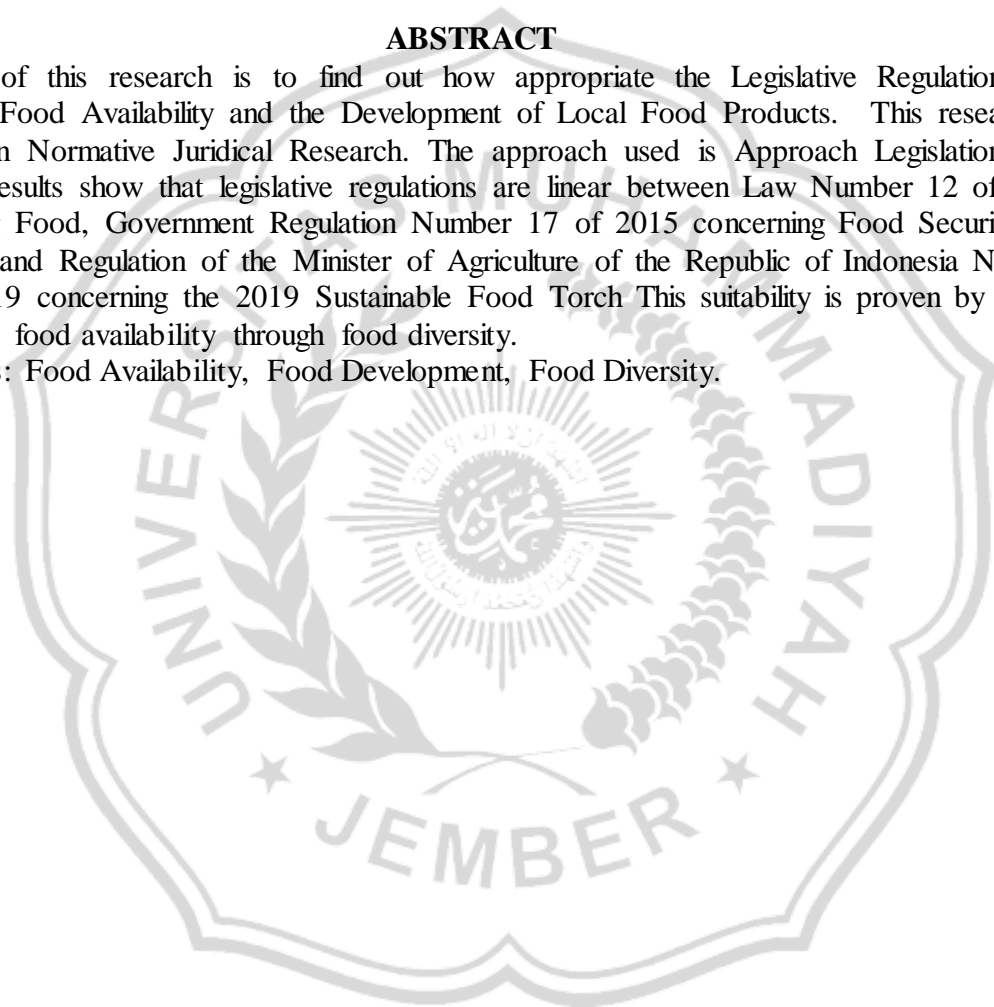 ABSTRACT
of this research is to find out how appropriate the Legislative Regulation
Food Availability and the Development of Local Food Products. This resea
n Normative Juridical Research. The approach used is Approach Legislation
esults show that legislative regulations are linear between Law Number 12 of
Food, Government Regulation Number 17 of 2015 concerning Food Securi
and Regulation of the Minister of Agriculture of the Republic of Indonesia N
19 concerning the 2019 Sustainable Food Torch This suitability is proven by
food availability through food diversity.
s: Food Availability, Food Development, Food Diversity.
UNIVERSITAS MUHAMMADIYAH
JEMBER